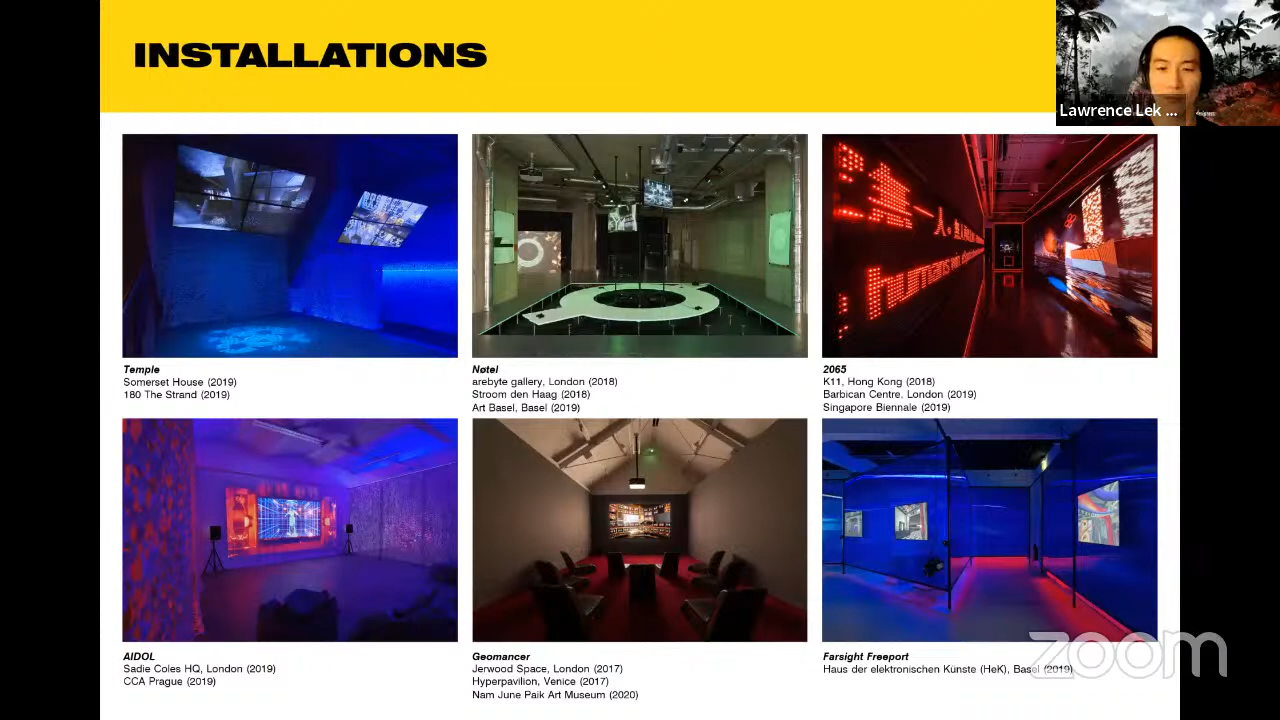 INSTALLATIONS
Lawrence Lek ...
Temple
Somerset House (2019)
180 The Strand (2019)
Nøtel
arebyte gallery, London (2018)
Stroom den Haag (2018)
Art Basel, Basel (2019)
人。
humans
2065
K11, Hong Kong (2018)
Barbican Centre, London (2019)
Singapore Biennale (2019)
AIDOL
Sadie Coles HQ, London (2019)
CCA Prague (2019)
Geomancer
Jerwood Space, London (2017)
Hyperpavilion, Venice (2017)
Nam June Paik Art Museum (2020)
Farsight Freeport
Haus der elektronischen Künste (HeK), Basel (2019)
zoom